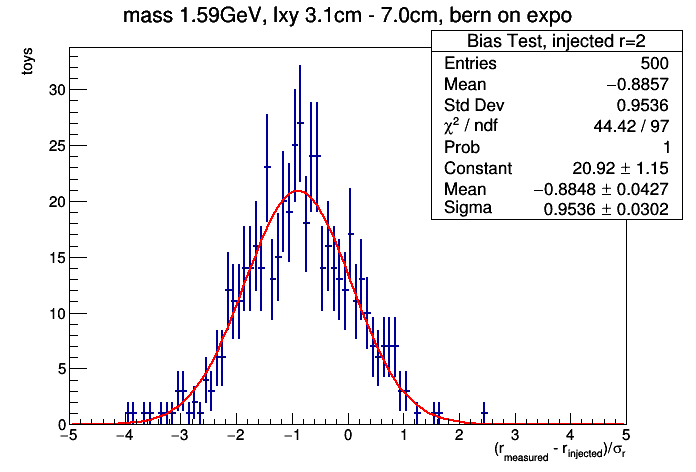 mass 1.59GeV, lxy 3.1cm - 7.0cm, bern on expo
Bias Test, injected r=2
Entries 500
Mean −0.8857
Std Dev 0.9536
χ² / ndf 44.42 / 97
Prob 1
Constant 20.92 ± 1.15
Mean −0.8848 ± 0.0427
Sigma 0.9536 ± 0.0302
toys
30
25
20
15
10
5
0
−5 −4 −3 −2 −1 0 1 2 3 4 5
(r_measured - r_injected)/σ_r